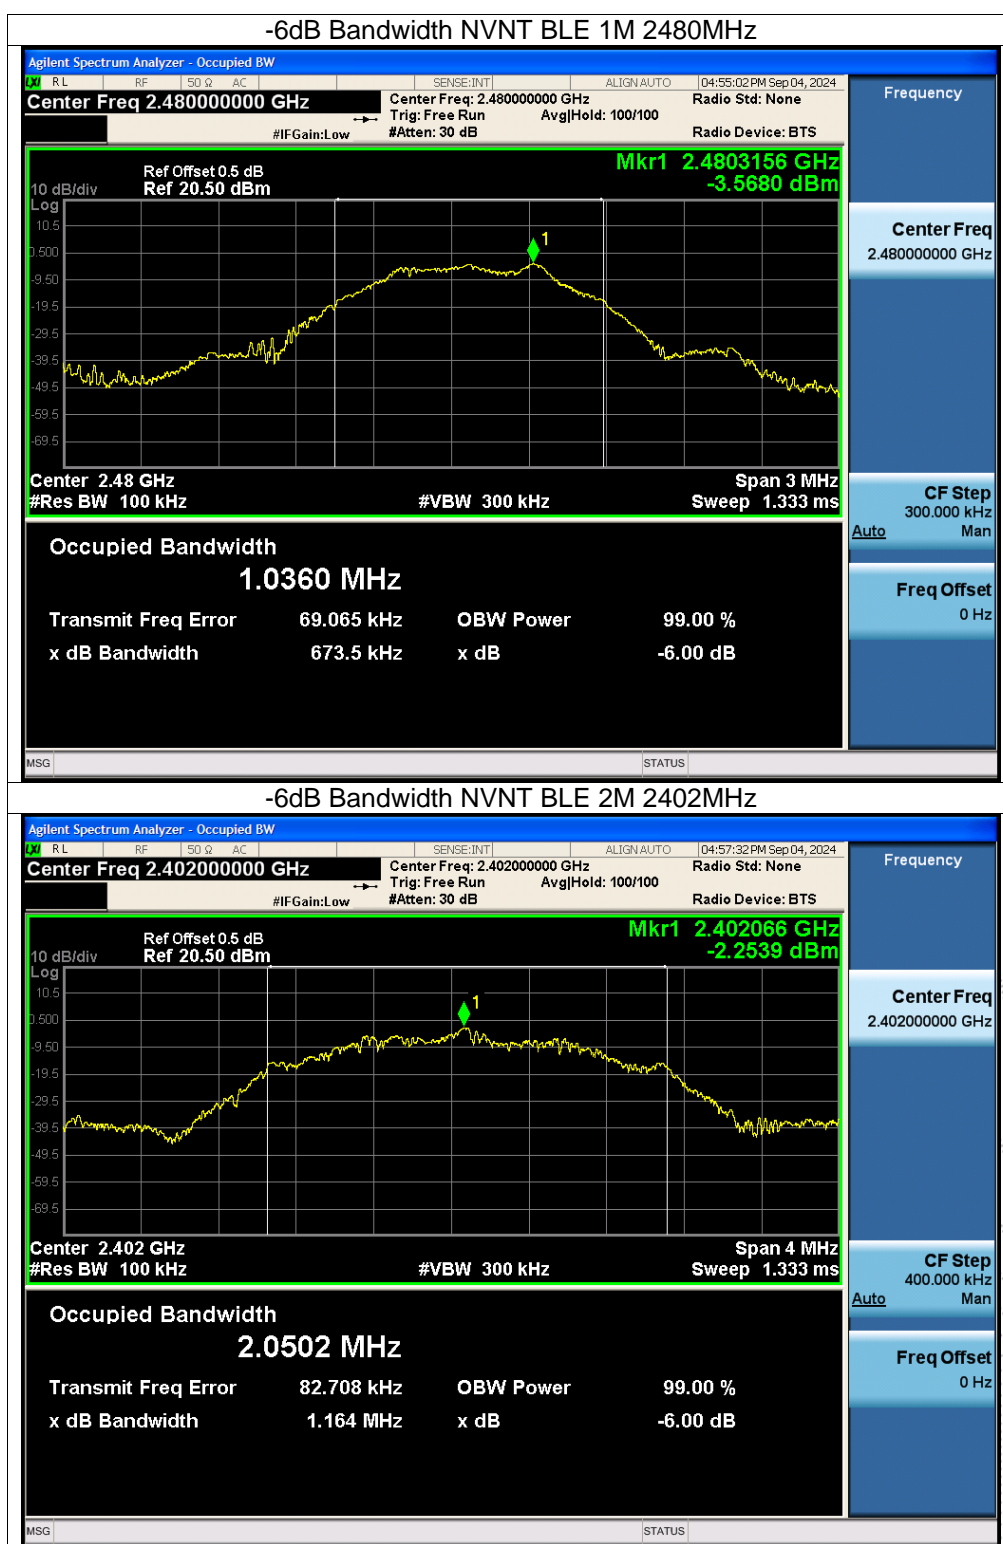 -6dB Bandwidth NVNT BLE 1M 2480MHz
Agilent Spectrum Analyzer - Occupied BW
LXI RL RF 50 Ω AC SENSE:INT ALIGN AUTO 04:55:02 PM Sep 04, 2024
Center Freq 2.480000000 GHz
Center Freq: 2.480000000 GHz Radio Std: None
Trig: Free Run Avg|Hold: 100/100
#IFGain:Low #Atten: 30 dB Radio Device: BTS
Frequency
Mkr1 2.4803156 GHz
-3.5680 dBm
Ref Offset 0.5 dB
10 dB/div Ref 20.50 dBm
Log
10.5
0.500
-9.50
-19.5
-29.5
-39.5
-49.5
-59.5
-69.5
1
Center 2.48 GHz Span 3 MHz
#Res BW 100 kHz #VBW 300 kHz Sweep 1.333 ms
Center Freq
2.480000000 GHz
CF Step
300.000 kHz
Auto Man
Freq Offset
0 Hz
Occupied Bandwidth
1.0360 MHz
Transmit Freq Error 69.065 kHz OBW Power 99.00 %
x dB Bandwidth 673.5 kHz x dB -6.00 dB
MSG STATUS
-6dB Bandwidth NVNT BLE 2M 2402MHz
Agilent Spectrum Analyzer - Occupied BW
LXI RL RF 50 Ω AC SENSE:INT ALIGN AUTO 04:57:32 PM Sep 04, 2024
Center Freq 2.402000000 GHz
Center Freq: 2.402000000 GHz Radio Std: None
Trig: Free Run Avg|Hold: 100/100
#IFGain:Low #Atten: 30 dB Radio Device: BTS
Frequency
Mkr1 2.402066 GHz
-2.2539 dBm
Ref Offset 0.5 dB
10 dB/div Ref 20.50 dBm
Log
10.5
0.500
-9.50
-19.5
-29.5
-39.5
-49.5
-59.5
-69.5
1
Center 2.402 GHz Span 4 MHz
#Res BW 100 kHz #VBW 300 kHz Sweep 1.333 ms
Center Freq
2.402000000 GHz
CF Step
400.000 kHz
Auto Man
Freq Offset
0 Hz
Occupied Bandwidth
2.0502 MHz
Transmit Freq Error 82.708 kHz OBW Power 99.00 %
x dB Bandwidth 1.164 MHz x dB -6.00 dB
MSG STATUS